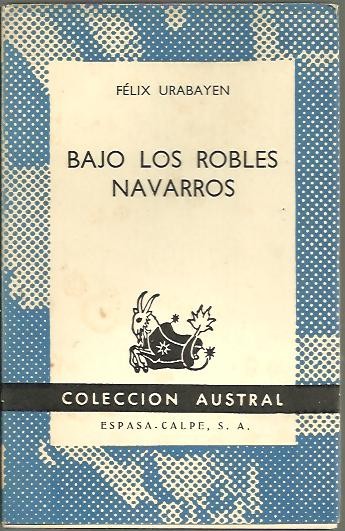 FÉLIX URABAYEN
BAJO LOS ROBLES
NAVARROS
COLECCION AUSTRAL
ESPASA-CALPE, S. A.